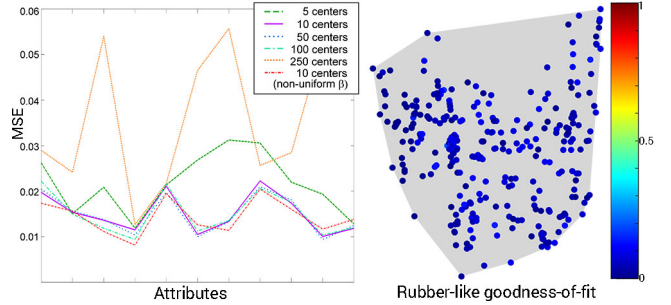 0.06
0.05
0.04
0.03
0.02
0.01
MSE
5 centers
10 centers
50 centers
100 centers
250 centers
10 centers
(non-uniform β)
Attributes
1
0.5
0
Rubber-like goodness-of-fit